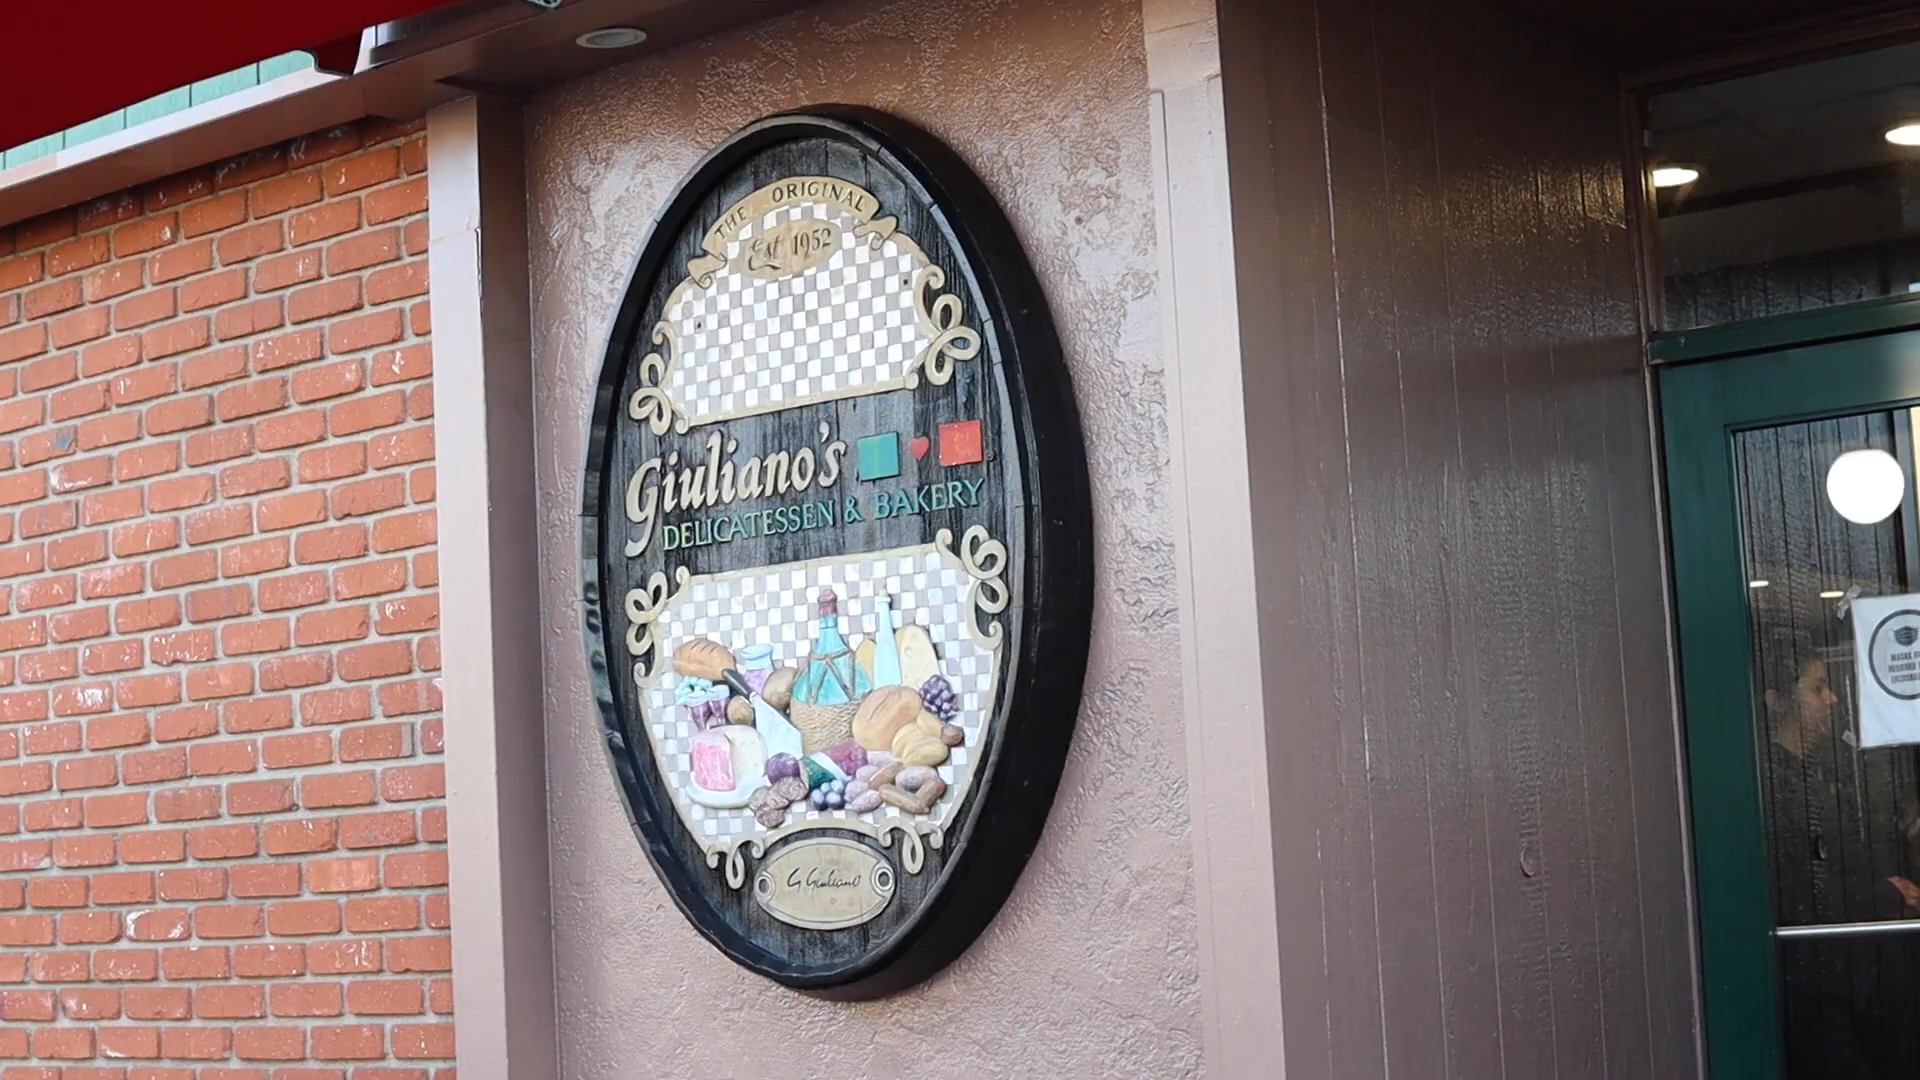 THE ORIGINAL
Est 1952
Giuliano's
DELICATESSEN & BAKERY
G Giuliano